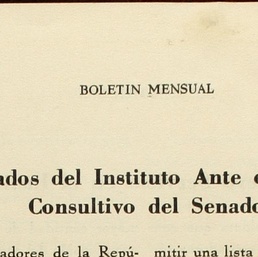 BOLETIN MENSUAL
ados del Instituto Ante
Consultivo del Senado
adores de la Repú- mitir una lista